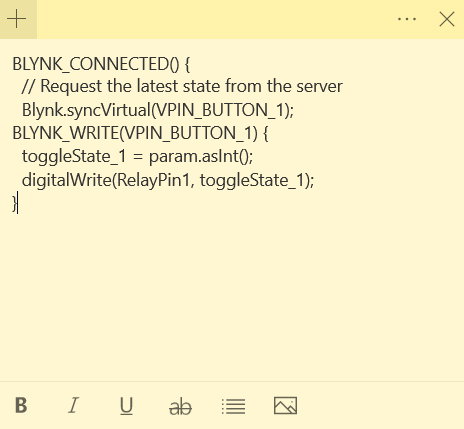 BLYNK_CONNECTED() {
// Request the latest state from the server
Blynk.syncVirtual(VPIN_BUTTON_1);
BLYNK_WRITE(VPIN_BUTTON_1) {
toggleState_1 = param.asInt();
digitalWrite(RelayPin1, toggleState_1);
}
B I U ab